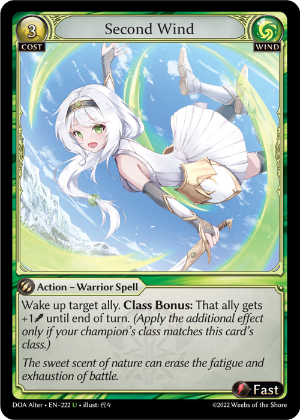 3
COST
Second Wind
WIND
Action – Warrior Spell
Wake up target ally. Class Bonus: That ally gets
+1 until end of turn. (Apply the additional effect
only if your champion's class matches this card's
class.)
The sweet scent of nature can erase the fatigue and
exhaustion of battle.
Fast
DOA Alter • EN-222 U • illust: 代々
©2022 Weebs of the Shore